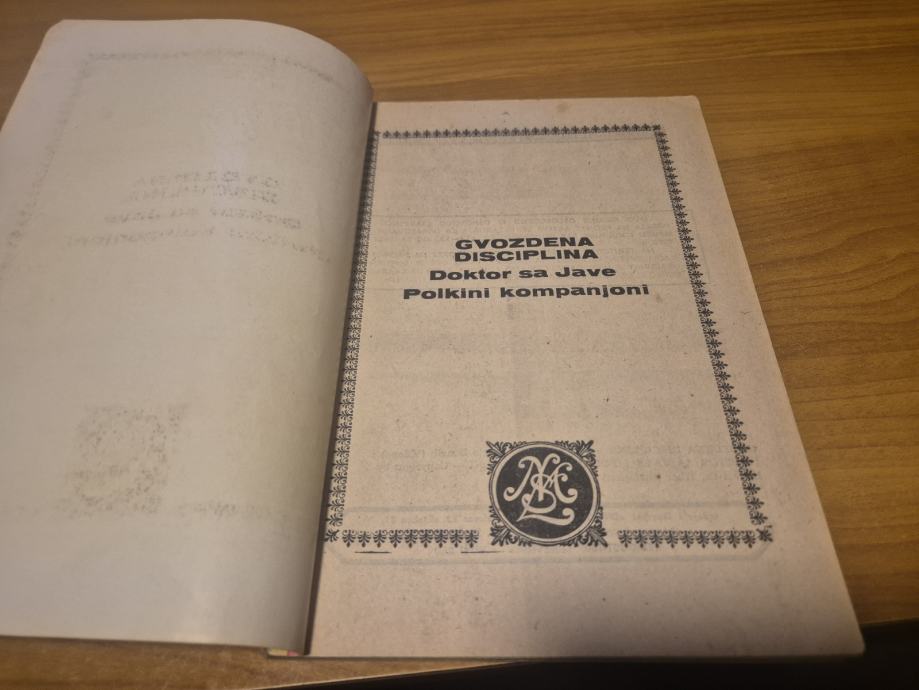 GVOZDENA
DISCIPLINA
Doktor sa Jave
Polkini kompanjoni